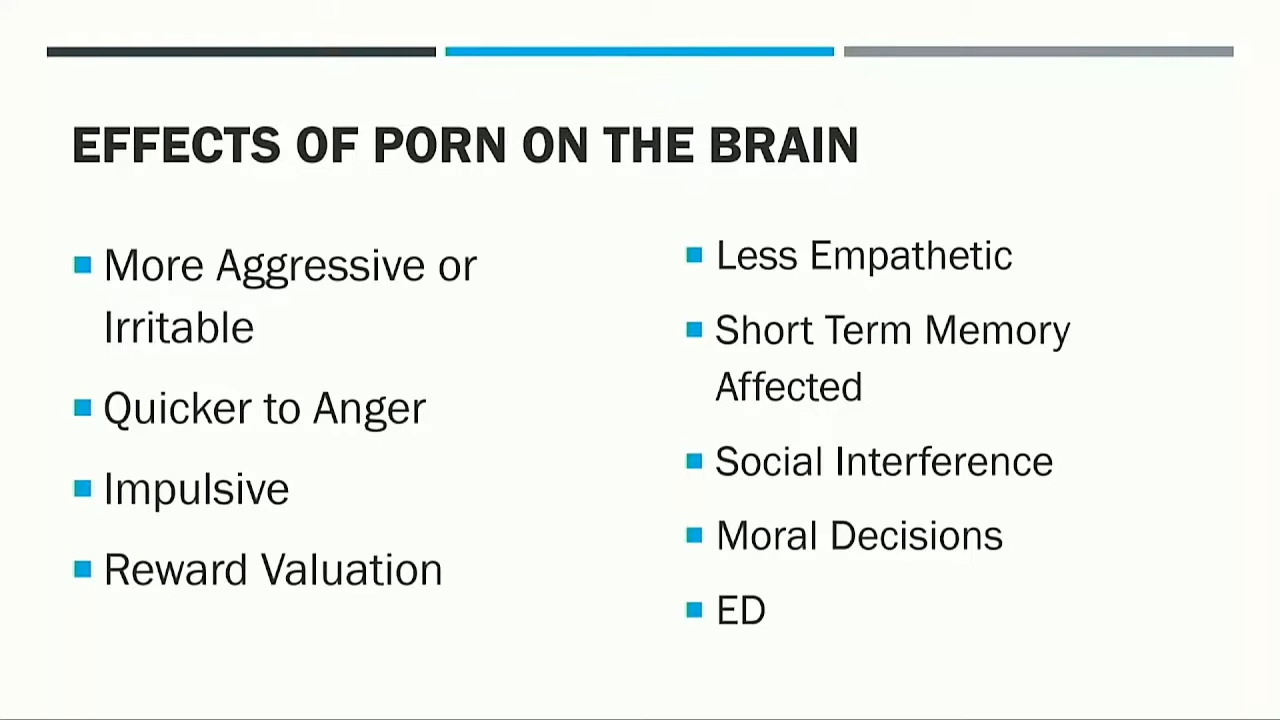 EFFECTS OF PORN ON THE BRAIN
More Aggressive or
Irritable
Quicker to Anger
Impulsive
Reward Valuation
Less Empathetic
Short Term Memory
Affected
Social Interference
Moral Decisions
ED